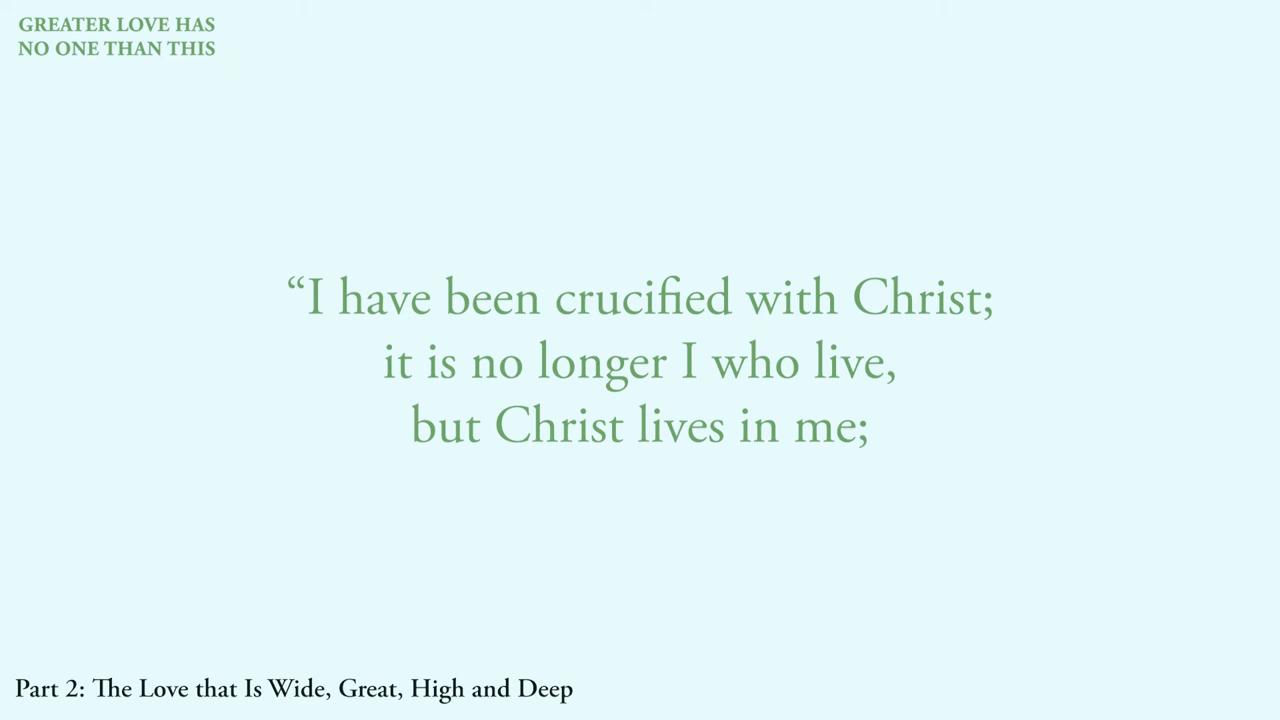 GREATER LOVE HAS
NO ONE THAN THIS
“I have been crucified with Christ;
it is no longer I who live,
but Christ lives in me;
Part 2: The Love that Is Wide, Great, High and Deep